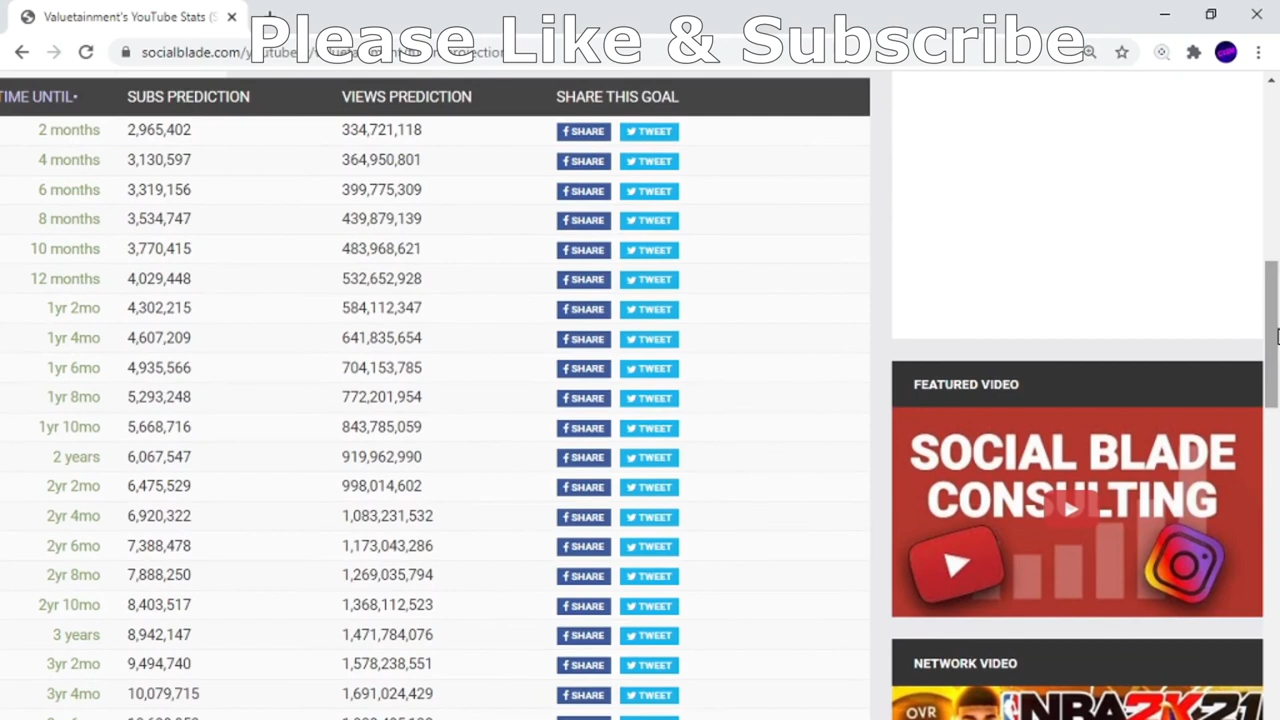 Valuetainment's YouTube Stats (S
Please Like & Subscribe
socialblade.com/y
TIME UNTIL SUBS PREDICTION VIEWS PREDICTION SHARE THIS GOAL
2 months 2,965,402 334,721,118 SHARE TWEET
4 months 3,130,597 364,950,801 SHARE TWEET
6 months 3,319,156 399,775,309 SHARE TWEET
8 months 3,534,747 439,879,139 SHARE TWEET
10 months 3,770,415 483,968,621 SHARE TWEET
12 months 4,029,448 532,652,928 SHARE TWEET
1yr 2mo 4,302,215 584,112,347 SHARE TWEET
1yr 4mo 4,607,209 641,835,654 SHARE TWEET
1yr 6mo 4,935,566 704,153,785 SHARE TWEET
1yr 8mo 5,293,248 772,201,954 SHARE TWEET
1yr 10mo 5,668,716 843,785,059 SHARE TWEET
2 years 6,067,547 919,962,990 SHARE TWEET
2yr 2mo 6,475,529 998,014,602 SHARE TWEET
2yr 4mo 6,920,322 1,083,231,532 SHARE TWEET
2yr 6mo 7,388,478 1,173,043,286 SHARE TWEET
2yr 8mo 7,888,250 1,269,035,794 SHARE TWEET
2yr 10mo 8,403,517 1,368,112,523 SHARE TWEET
3 years 8,942,147 1,471,784,076 SHARE TWEET
3yr 2mo 9,494,740 1,578,238,551 SHARE TWEET
3yr 4mo 10,079,715 1,691,024,429 SHARE TWEET
FEATURED VIDEO
SOCIAL BLADE
CONSULTING
NETWORK VIDEO
OVR
NBA 2K21